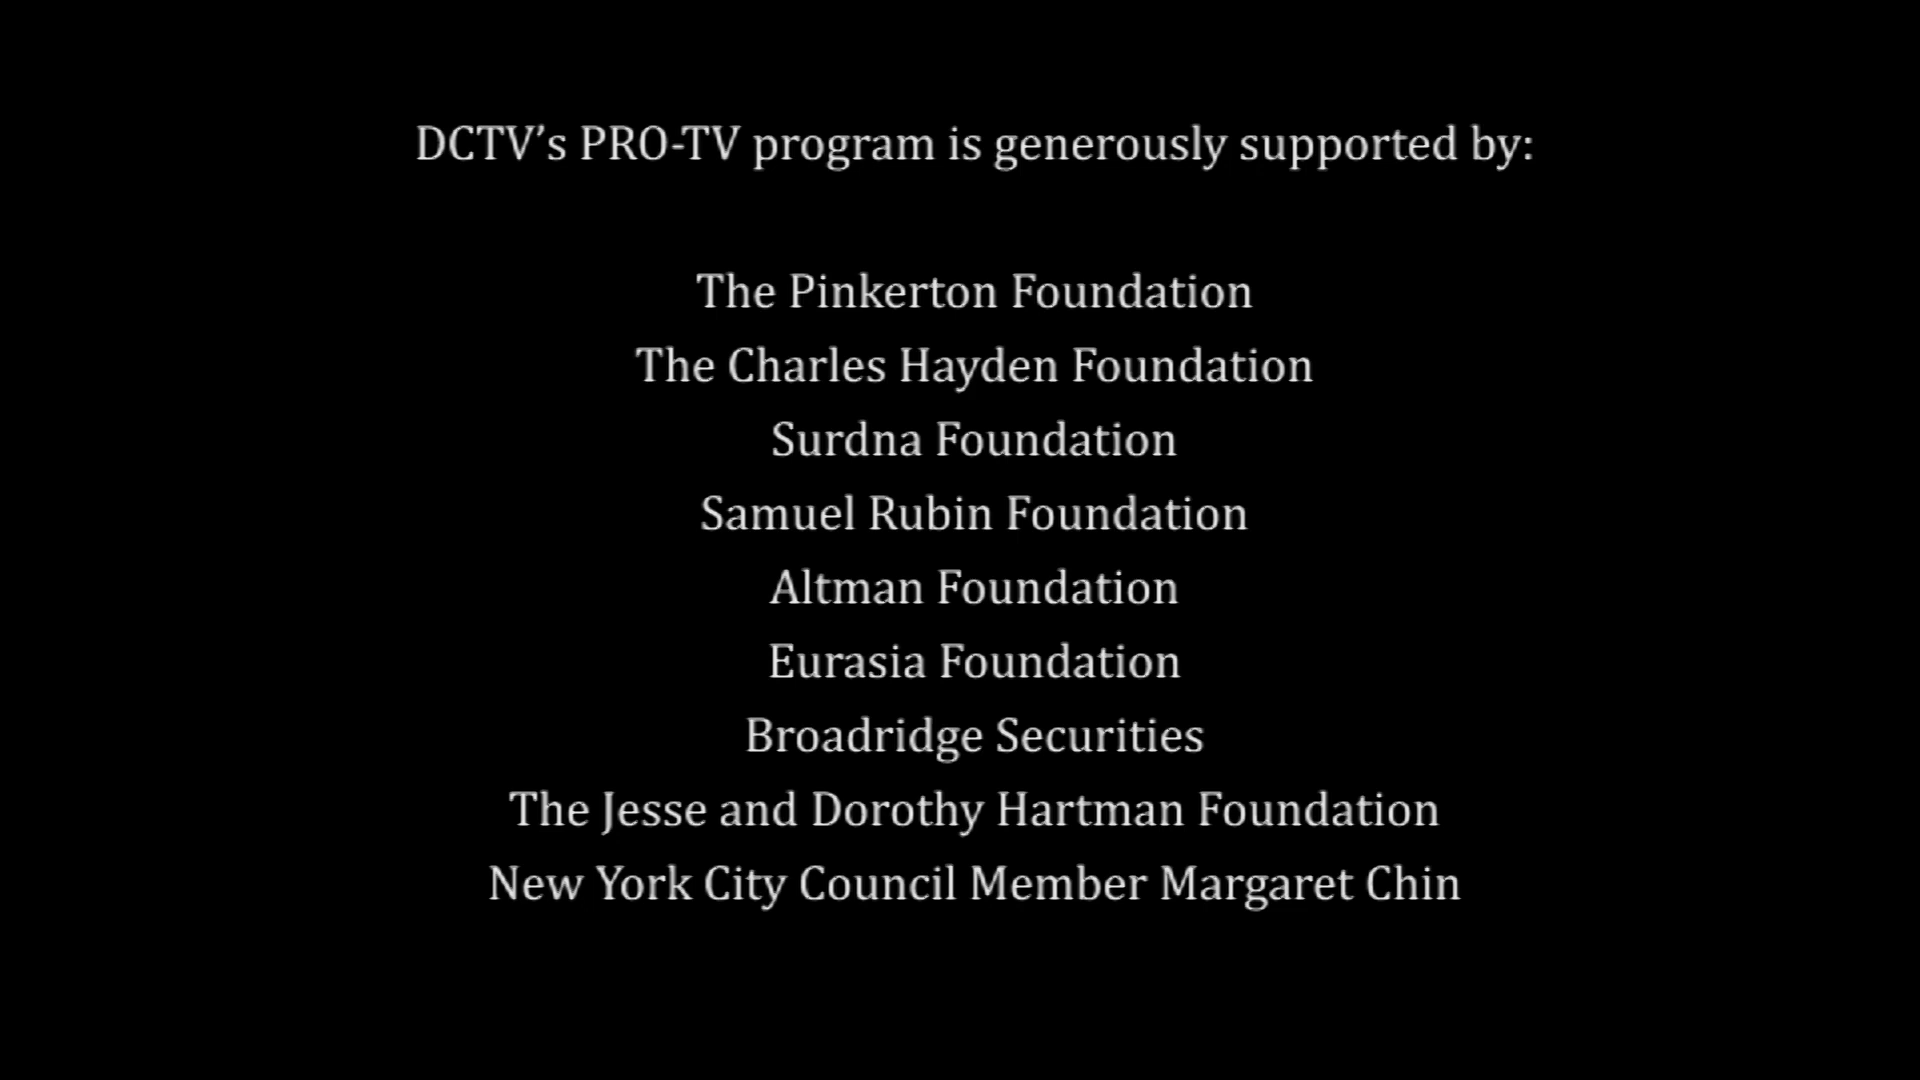 DCTV’s PRO-TV program is generously supported by:
The Pinkerton Foundation
The Charles Hayden Foundation
Surdna Foundation
Samuel Rubin Foundation
Altman Foundation
Eurasia Foundation
Broadridge Securities
The Jesse and Dorothy Hartman Foundation
New York City Council Member Margaret Chin